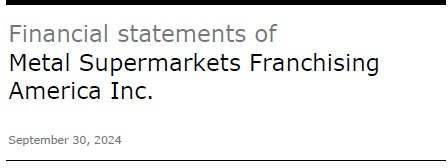 Financial statements of
Metal Supermarkets Franchising
America Inc.
September 30, 2024